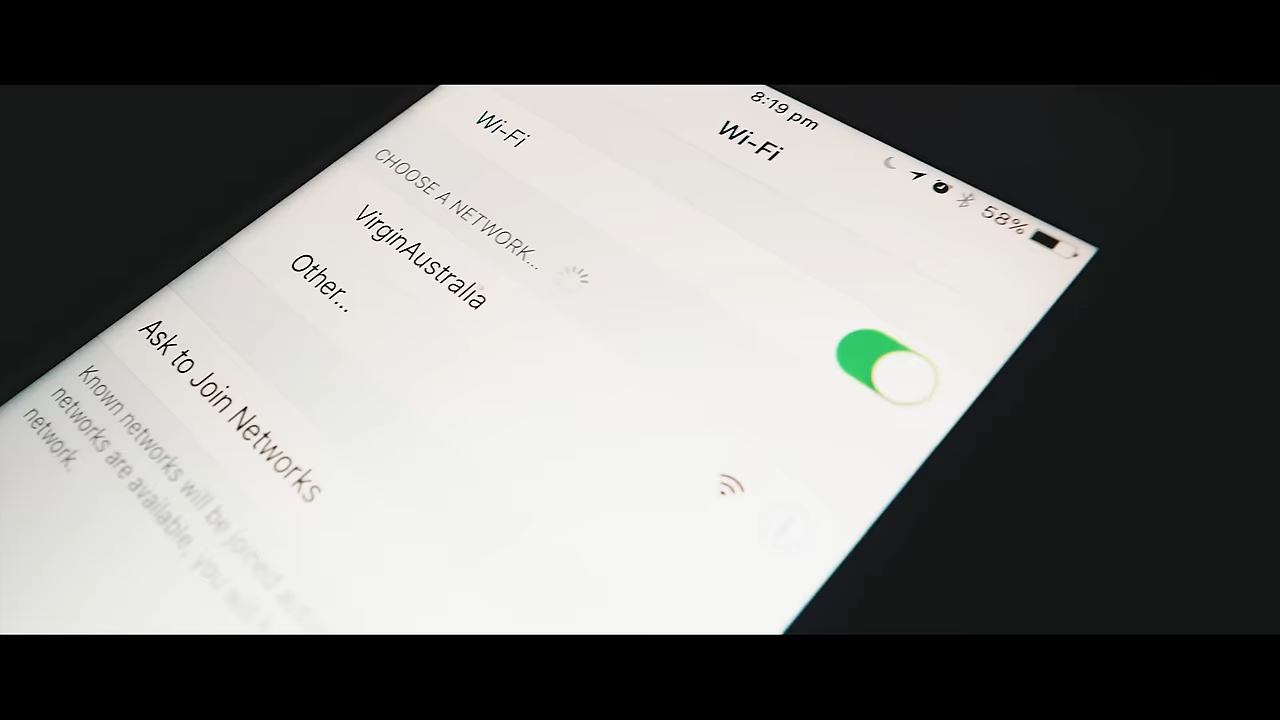 8:19 pm
58%
Wi-Fi
Wi-Fi
CHOOSE A NETWORK...
VirginAustralia
Other...
Ask to Join Networks
Known networks will be joined
networks are available, you will
network.